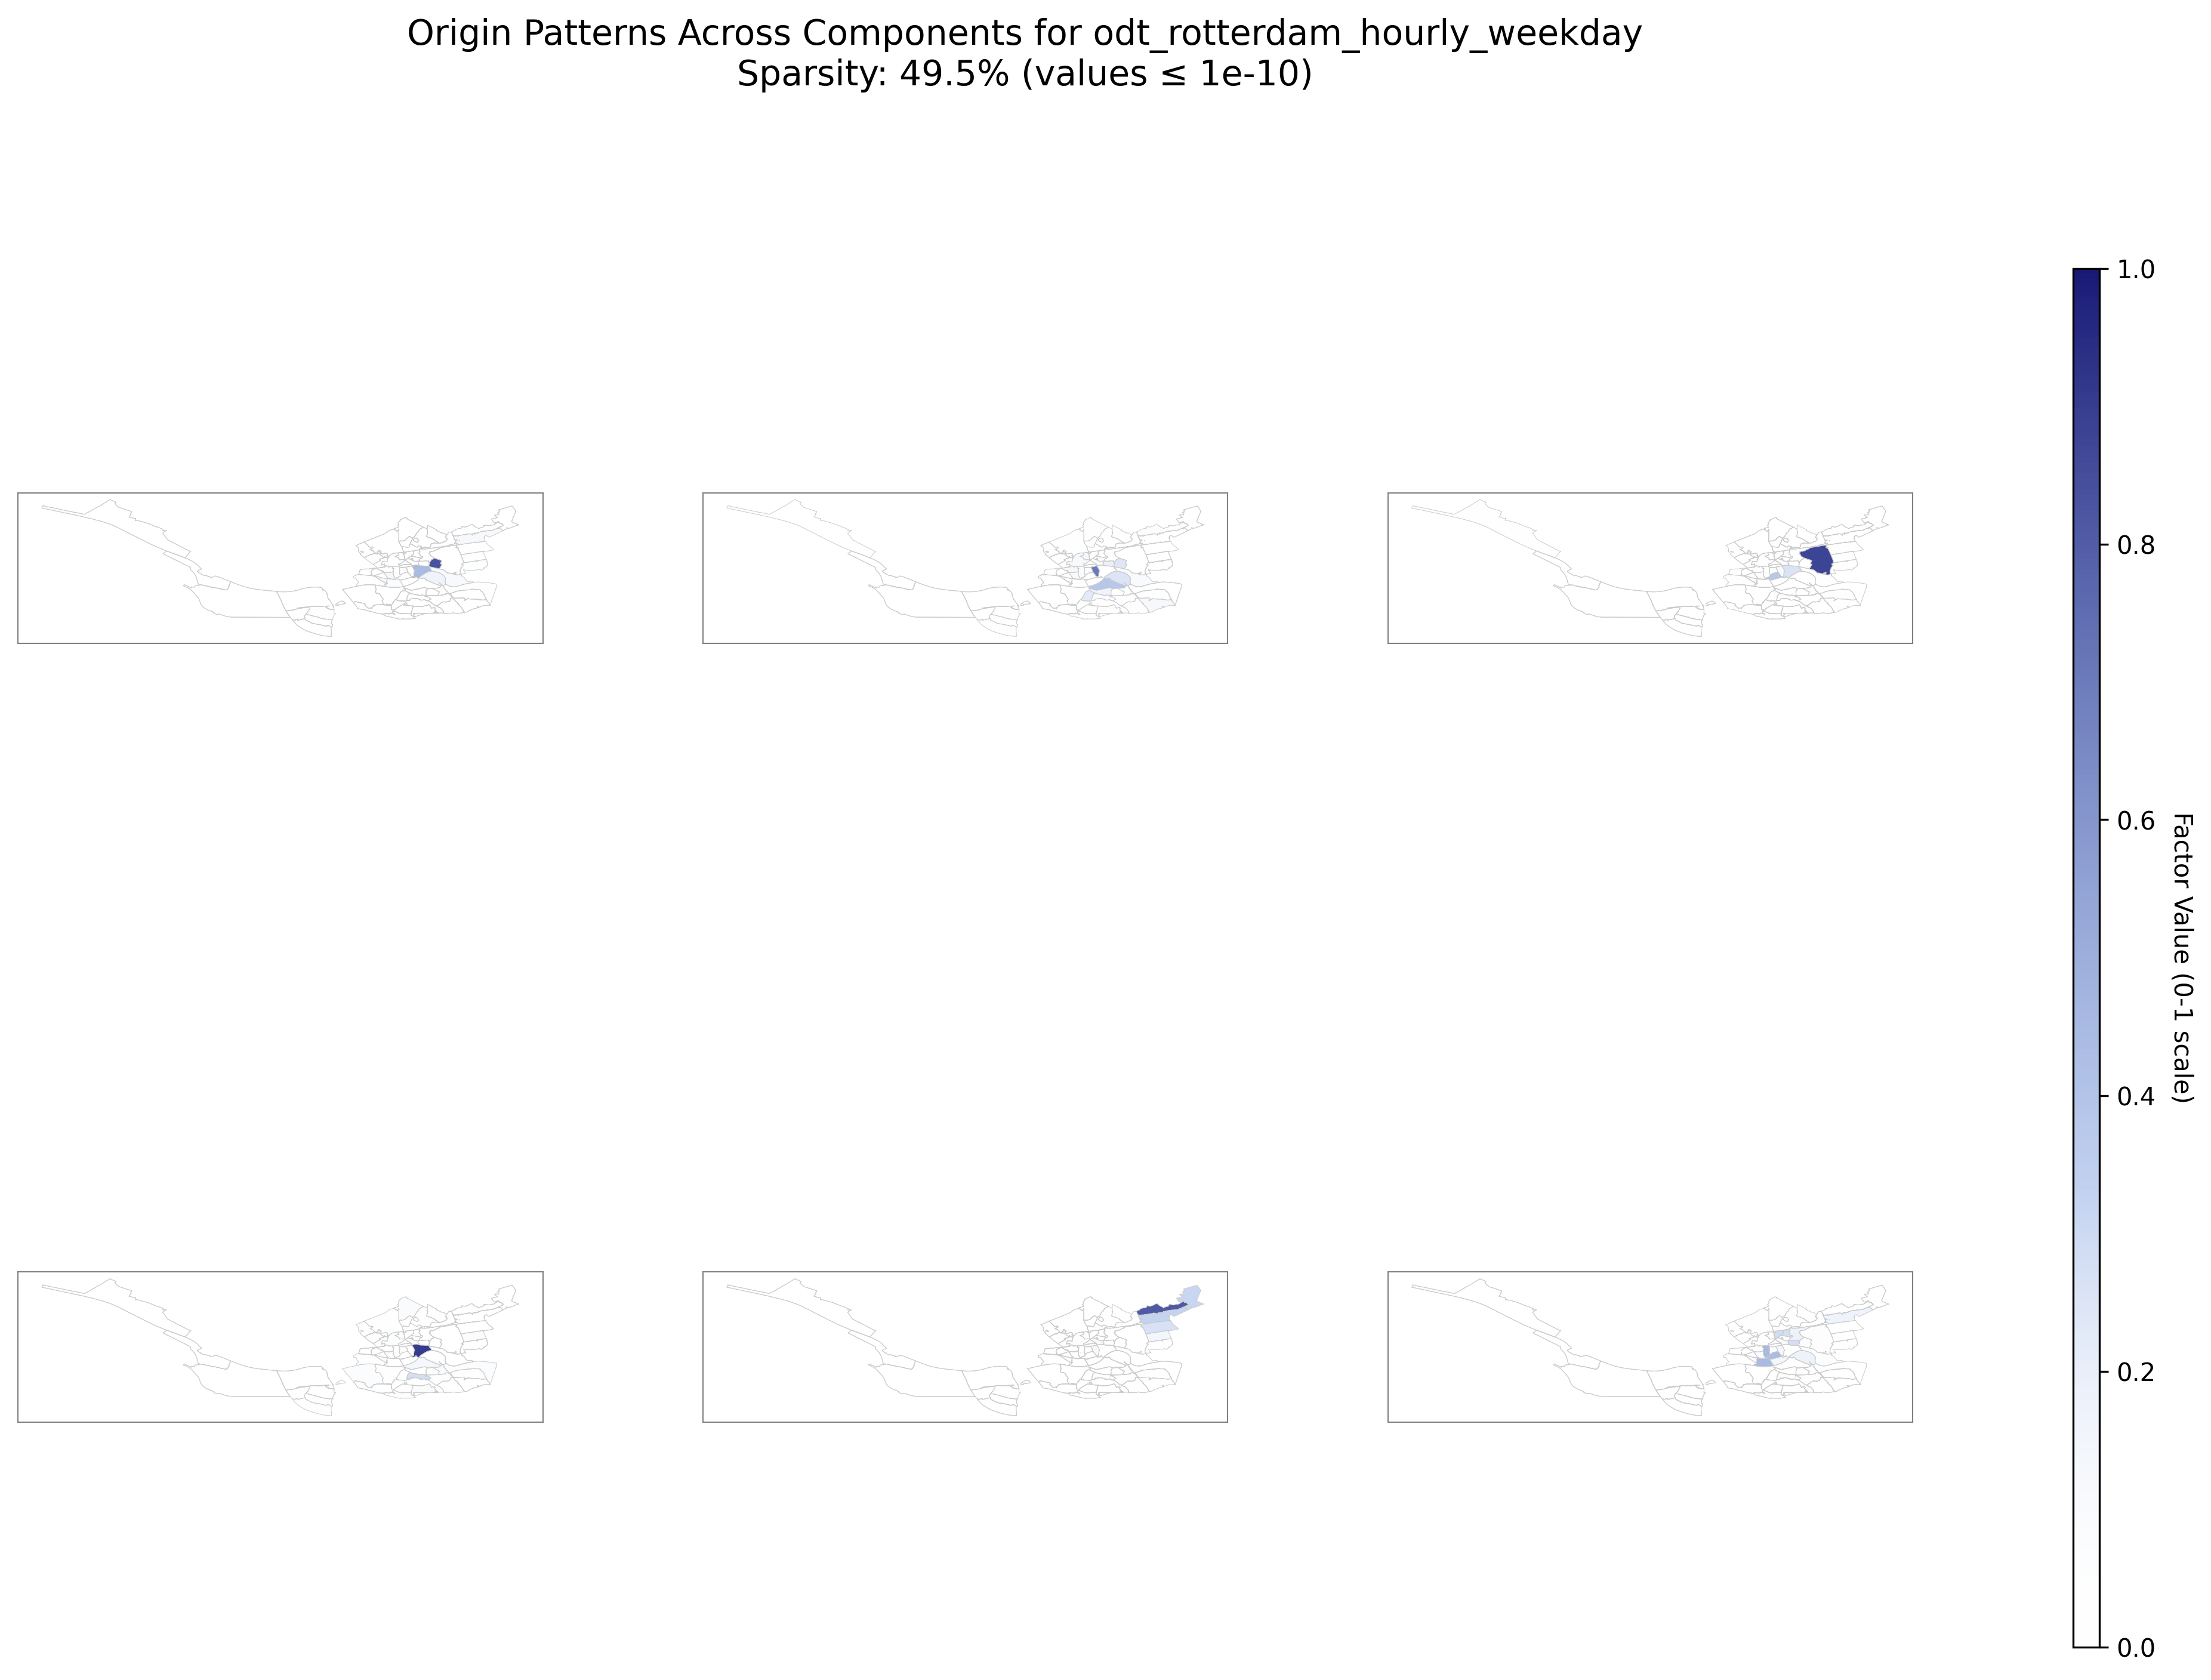 Origin Patterns Across Components for odt_rotterdam_hourly_weekday
Sparsity: 49.5% (values ≤ 1e-10)
1.0
0.8
0.6
0.4
0.2
0.0
Factor Value (0-1 scale)